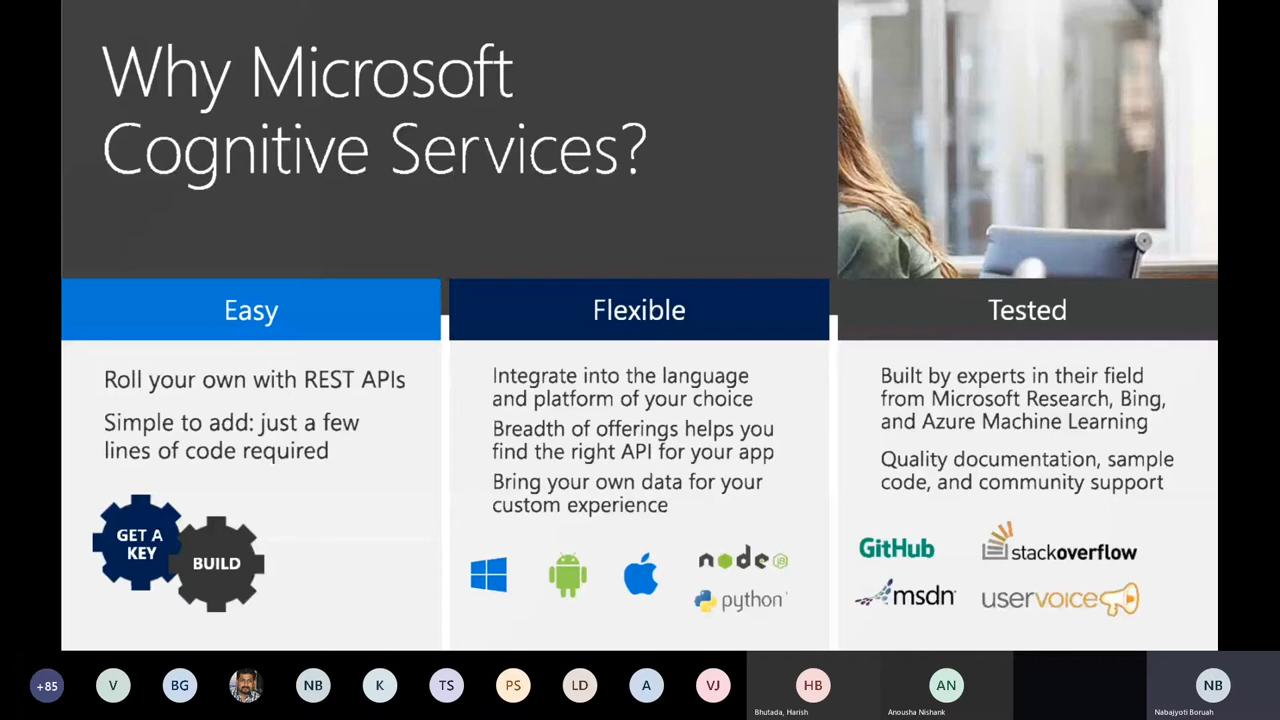 Why Microsoft
Cognitive Services?
Easy
Roll your own with REST APIs
Simple to add: just a few
lines of code required
GET A
KEY
BUILD
Flexible
Integrate into the language
and platform of your choice
Breadth of offerings helps you
find the right API for your app
Bring your own data for your
custom experience
node
JS
python
Tested
Built by experts in their field
from Microsoft Research, Bing,
and Azure Machine Learning
Quality documentation, sample
code, and community support
GitHub
stackoverflow
msdn
uservoice
+85
V
BG
NB
K
TS
PS
LD
A
VJ
HB
Bhutada, Harish
AN
Anousha Nishank
NB
Nabajyoti Boruah